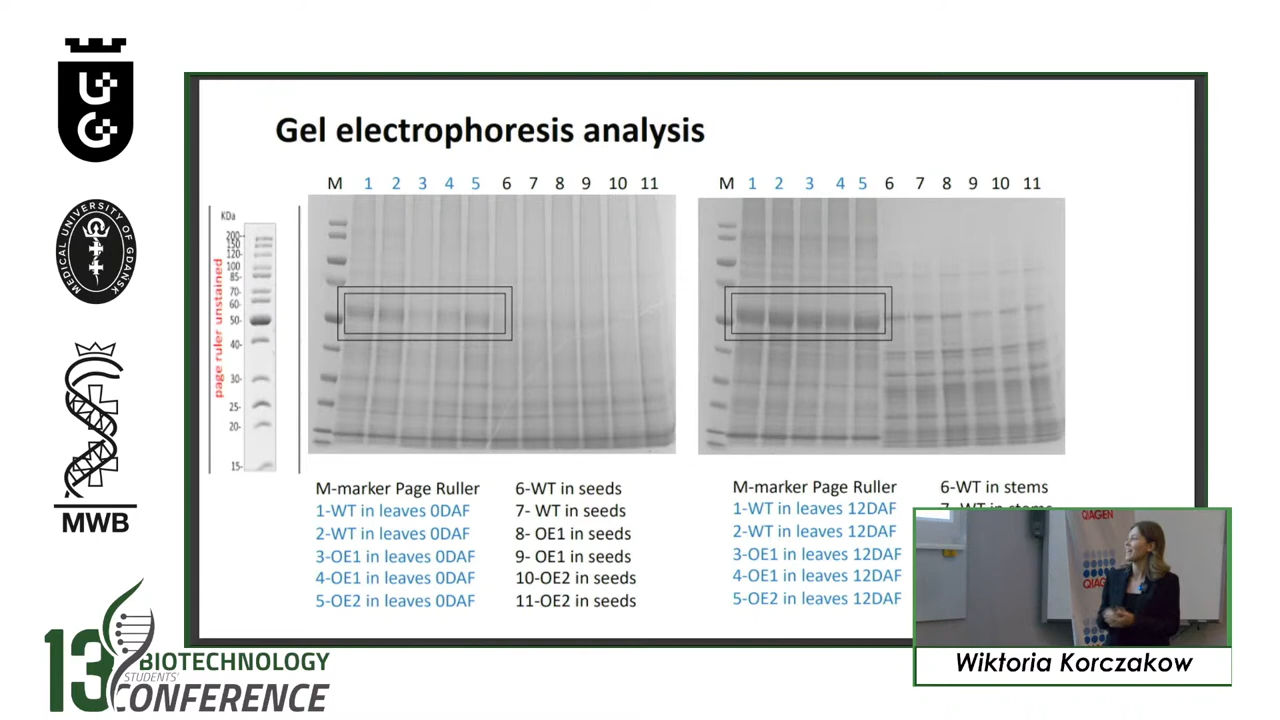 UG
MEDICAL UNIVERSITY OF GDANSK
MWB
13 BIOTECHNOLOGY
STUDENTS'
CONFERENCE
Gel electrophoresis analysis
M 1 2 3 4 5 6 7 8 9 10 11
M 1 2 3 4 5 6 7 8 9 10 11
KDa
200-
150
120-
100
85-
70-
60-
50-
40-
30-
25-
20-
15-
page ruler unstained
M-marker Page Ruller
1-WT in leaves 0DAF
2-WT in leaves 0DAF
3-OE1 in leaves 0DAF
4-OE1 in leaves 0DAF
5-OE2 in leaves 0DAF
6-WT in seeds
7- WT in seeds
8- OE1 in seeds
9- OE1 in seeds
10-OE2 in seeds
11-OE2 in seeds
M-marker Page Ruller
1-WT in leaves 12DAF
2-WT in leaves 12DAF
3-OE1 in leaves 12DAF
4-OE1 in leaves 12DAF
5-OE2 in leaves 12DAF
6-WT in stems
7- WT in stems
QIAGEN
QIAG
Wiktoria Korczakow